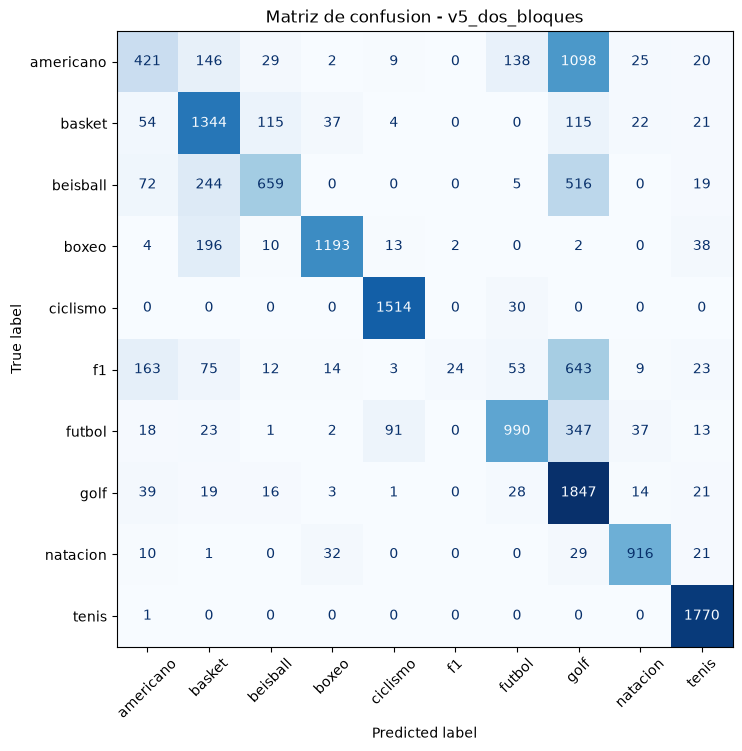 Matriz de confusion - v5_dos_bloques
True label
americano 421 146 29 2 9 0 138 1098 25 20
basket 54 1344 115 37 4 0 0 115 22 21
beisball 72 244 659 0 0 0 5 516 0 19
boxeo 4 196 10 1193 13 2 0 2 0 38
ciclismo 0 0 0 0 1514 0 30 0 0 0
f1 163 75 12 14 3 24 53 643 9 23
futbol 18 23 1 2 91 0 990 347 37 13
golf 39 19 16 3 1 0 28 1847 14 21
natacion 10 1 0 32 0 0 0 29 916 21
tenis 1 0 0 0 0 0 0 0 0 1770
americano basket beisball boxeo ciclismo f1 futbol golf natacion tenis
Predicted label